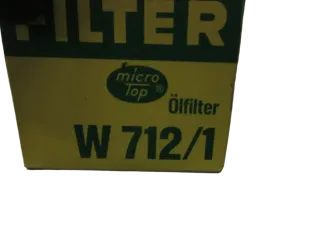 FILTER
micro
Top ®
Ölfilter
W 712/1